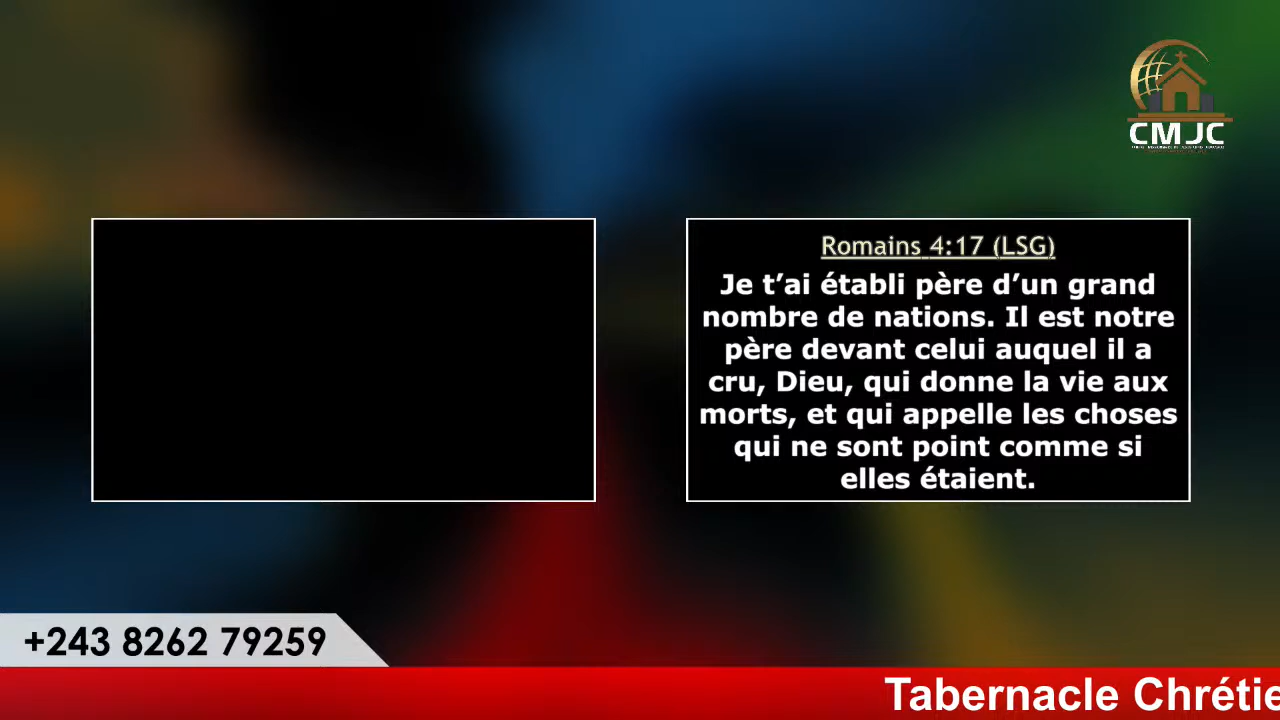 CMJC
Romains 4:17 (LSG)
Je t’ai établi père d’un grand
nombre de nations. Il est notre
père devant celui auquel il a
cru, Dieu, qui donne la vie aux
morts, et qui appelle les choses
qui ne sont point comme si
elles étaient.
+243 8262 79259
Tabernacle Chrétie